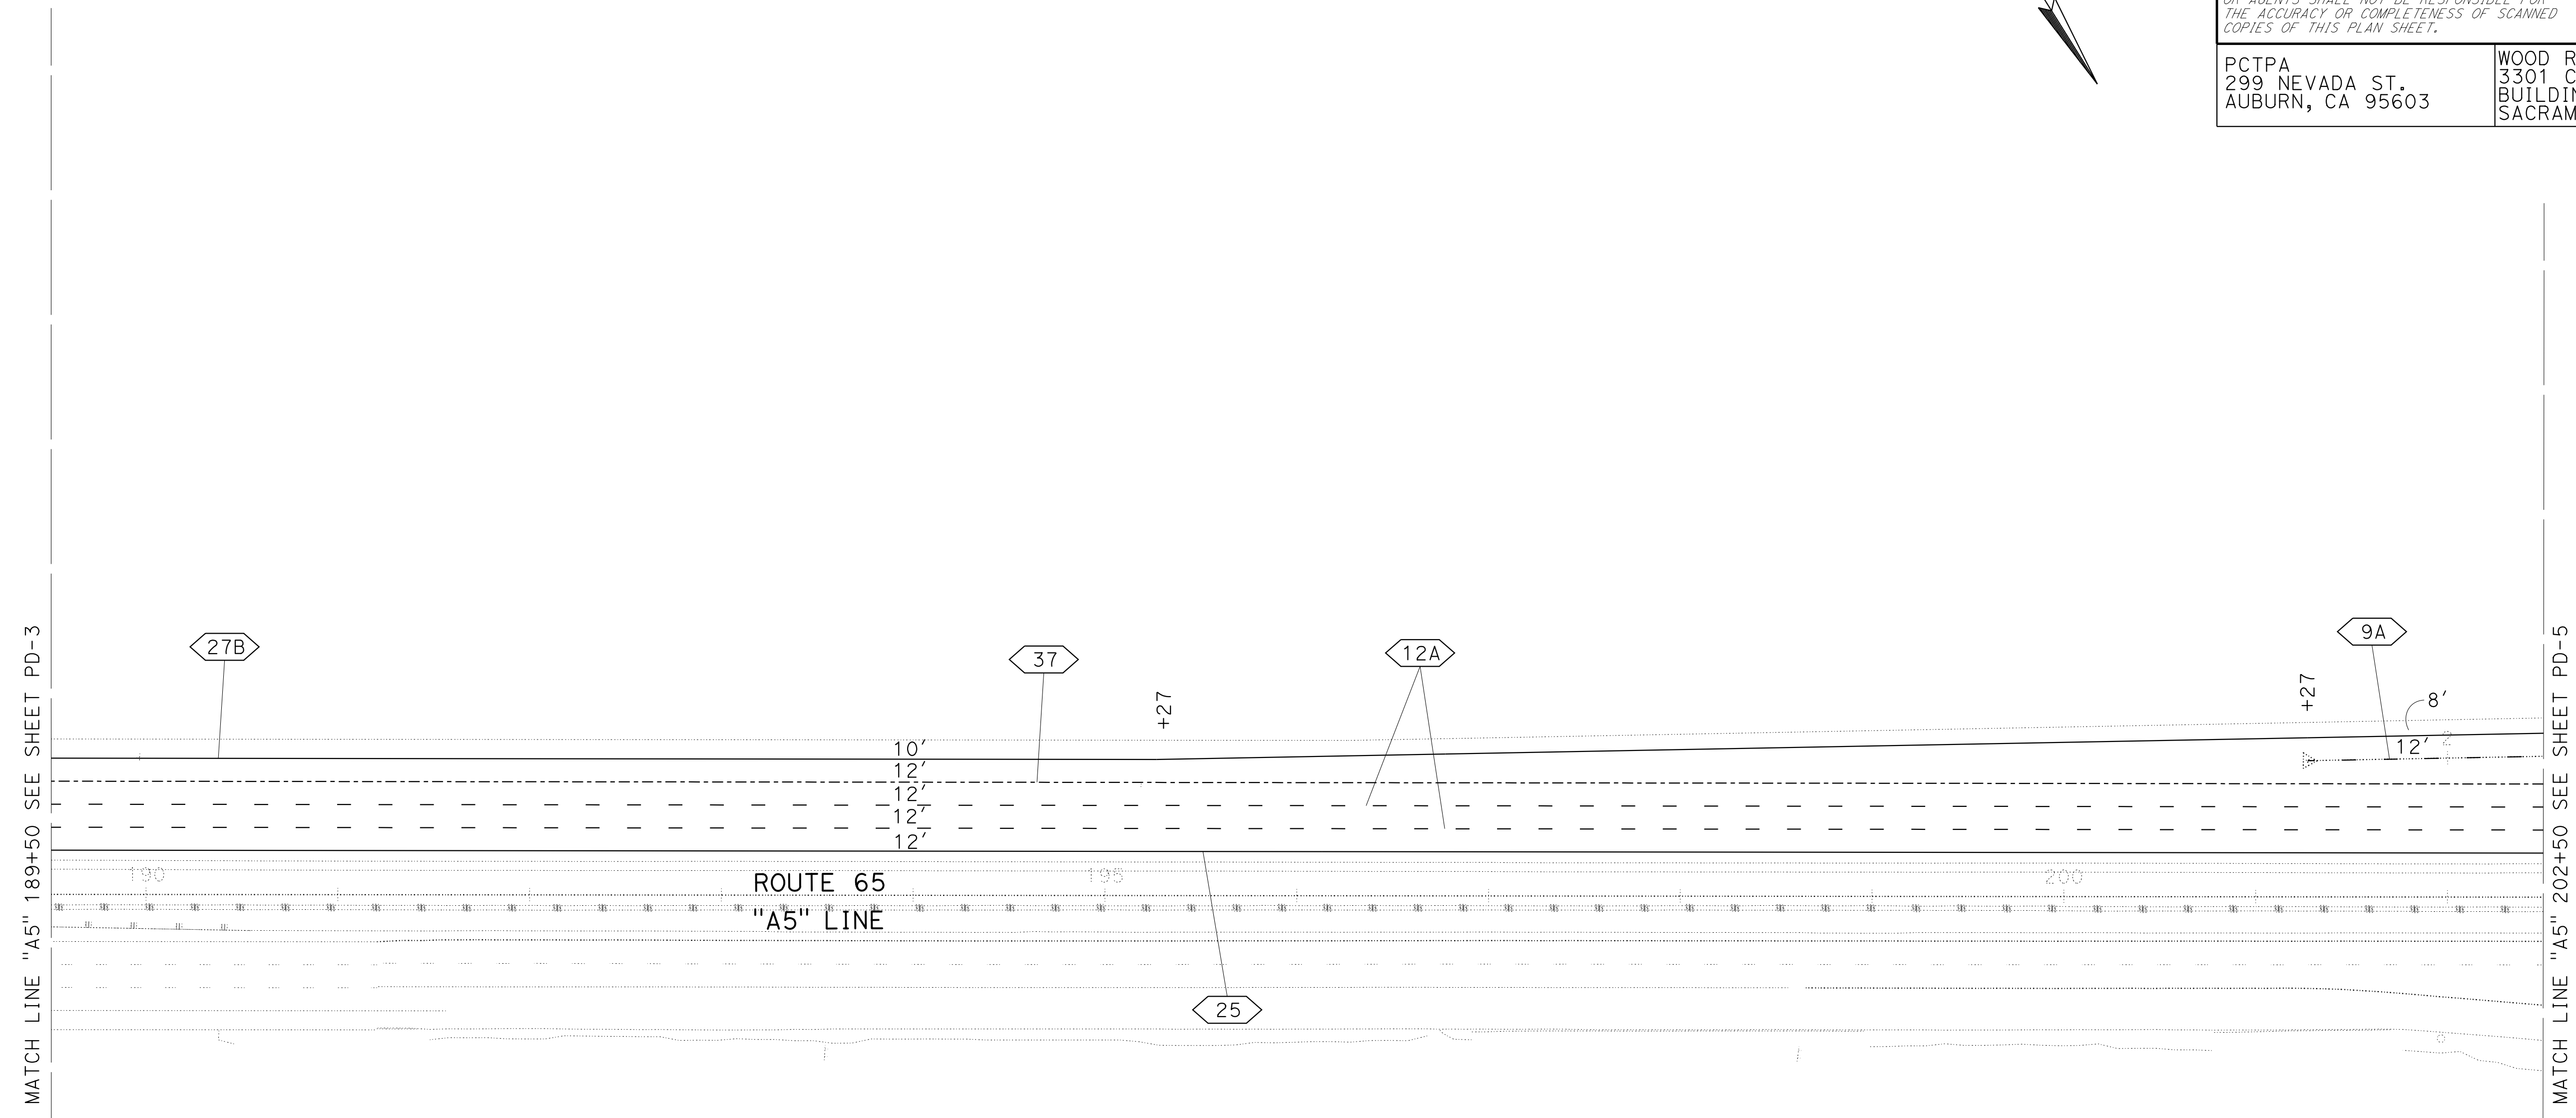 OR AGENTS SHALL NOT BE RESPONSIBLE FOR
THE ACCURACY OR COMPLETENESS OF SCANNED
COPIES OF THIS PLAN SHEET.
PCTPA
299 NEVADA ST.
AUBURN, CA 95603
WOOD R
3301 C
BUILDIN
SACRAM
MATCH LINE "A5" 189+50 SEE SHEET PD-3
27B
37
12A
9A
+27
+27
8'
10'
12'
12'
12'
12'
12'
2
190
195
200
ROUTE 65
"A5" LINE
25
MATCH LINE "A5" 202+50 SEE SHEET PD-5